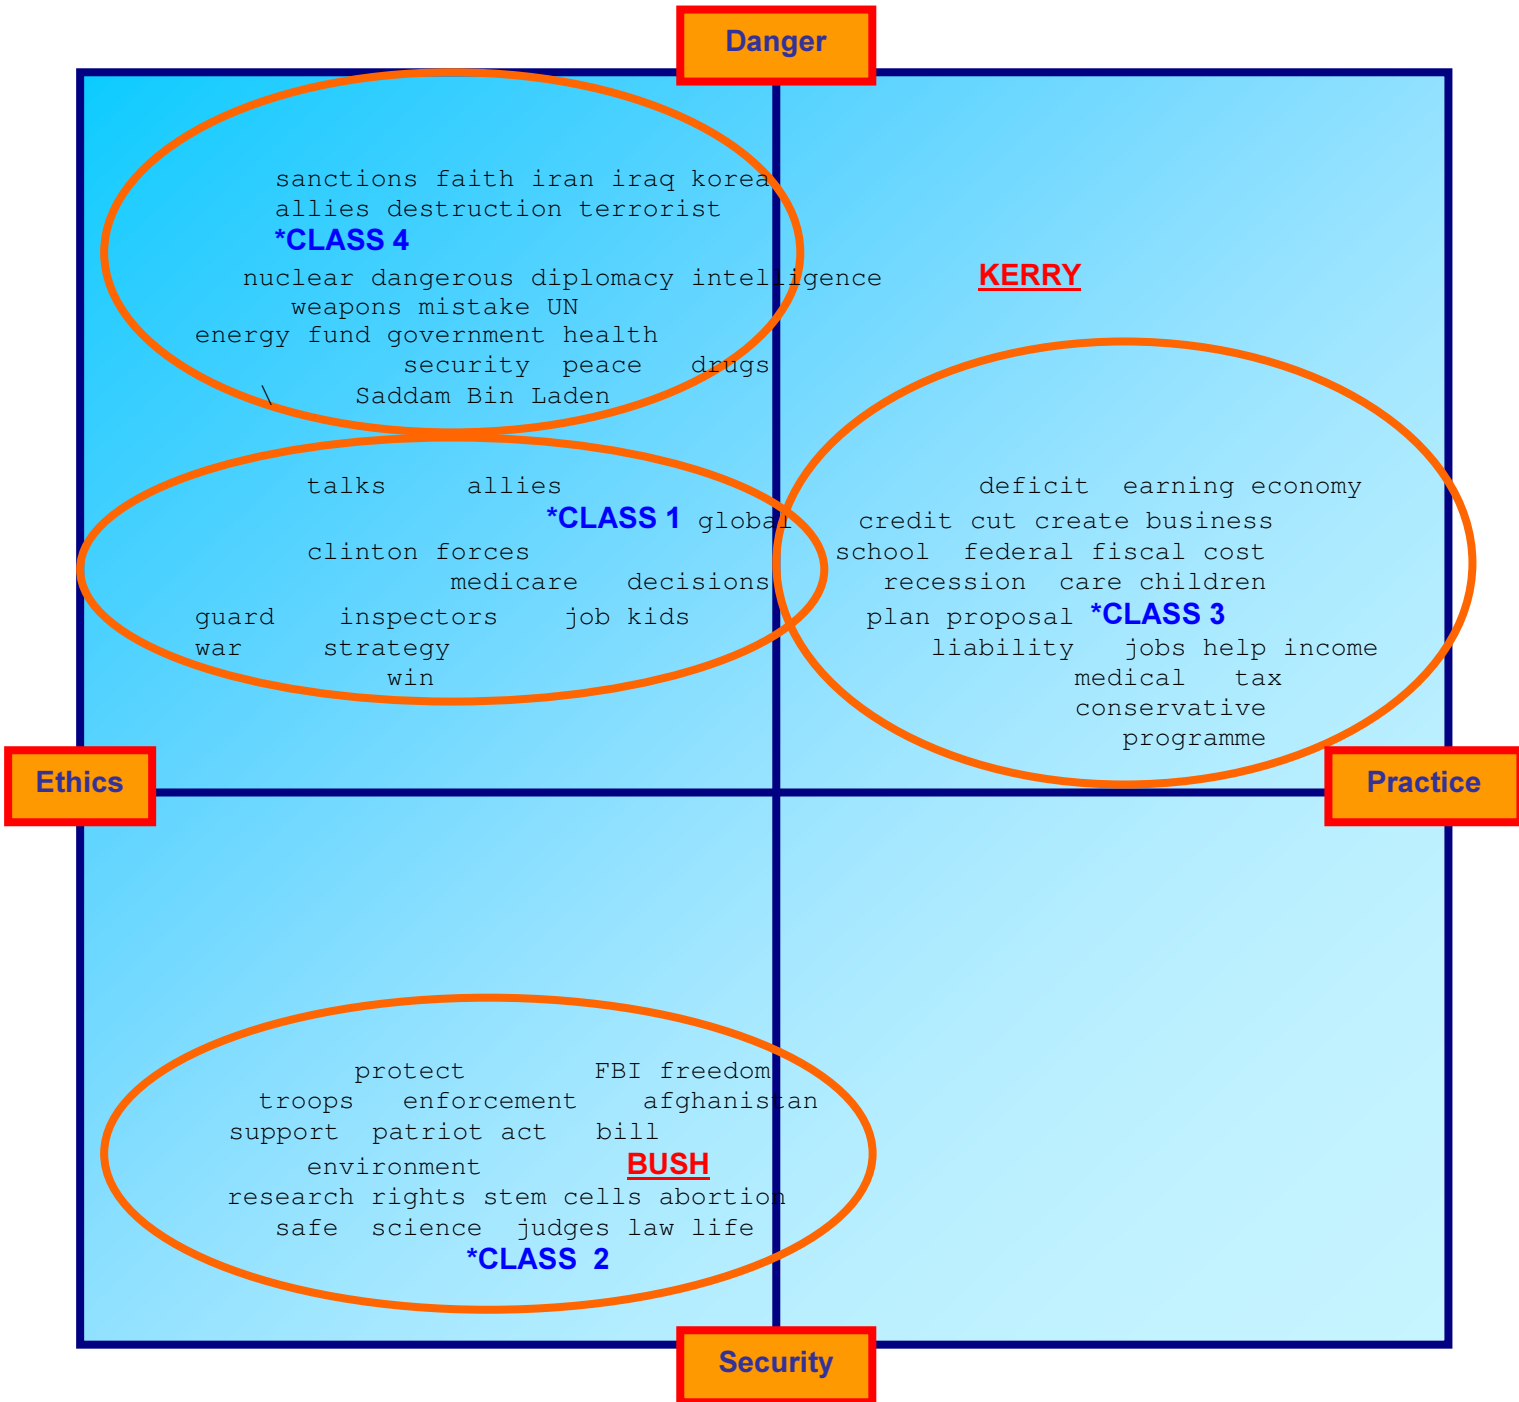 Danger
sanctions faith iran iraq korea
allies destruction terrorist
*CLASS 4
nuclear dangerous diplomacy intelligence
KERRY
weapons mistake UN
energy fund government health
security peace drugs
\ Saddam Bin Laden
talks allies
*CLASS 1 global
clinton forces
medicare decisions
guard inspectors job kids
war strategy
win
deficit earning economy
credit cut create business
school federal fiscal cost
recession care children
plan proposal *CLASS 3
liability jobs help income
medical tax
conservative
programme
Ethics
Practice
protect FBI freedom
troops enforcement afghanistan
support patriot act bill
environment BUSH
research rights stem cells abortion
safe science judges law life
*CLASS 2
Security